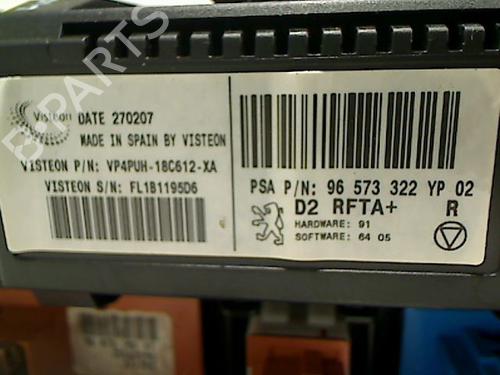 Visteon
DATE 270207
MADE IN SPAIN BY VISTEON
VISTEON P/N: VP4PUH-18C612-XA
VISTEON S/N: FL1B1195D6
PSA P/N: 96 573 322 YP 02
D2 RFTA+ R
HARDWARE: 91
SOFTWARE: 64 05
B-PARTS